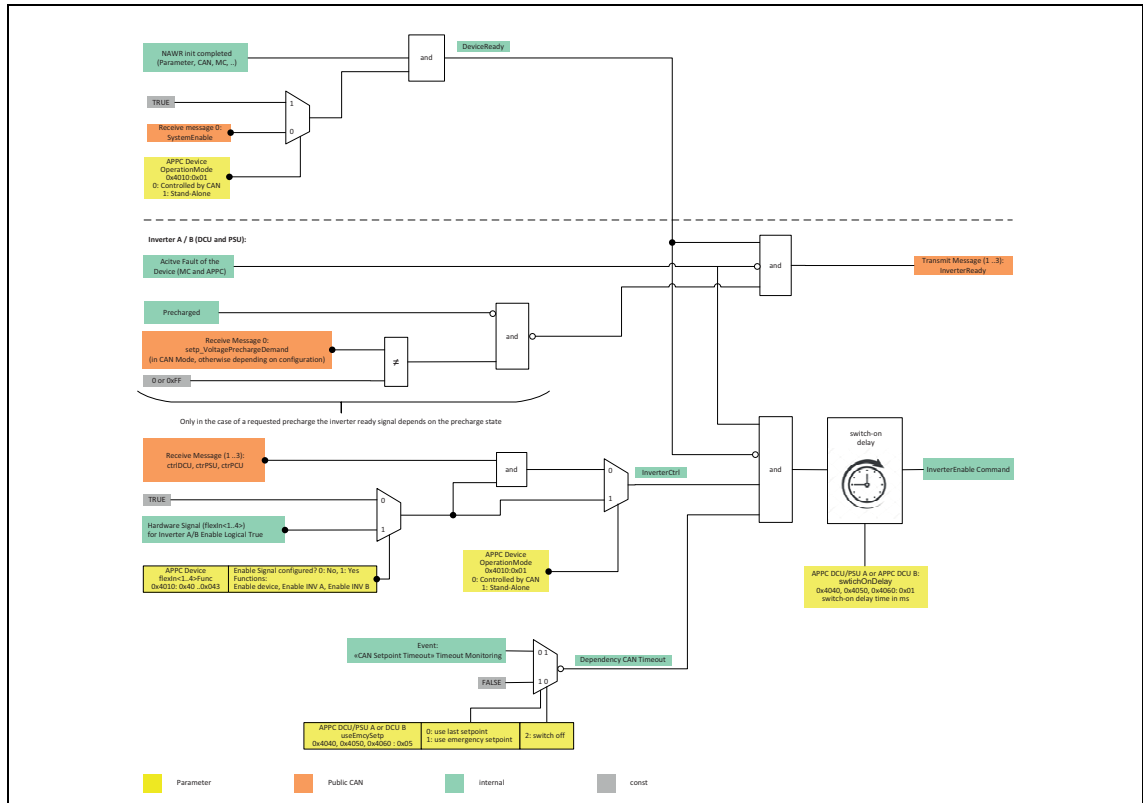 NAWR init completed
(Parameter, CAN, MC, ..)
and
DeviceReady
TRUE
1
Receive message 0:
SystemEnable
0
APPC Device
OperationMode
0x4010:0x01
0: Controlled by CAN
1: Stand-Alone
Inverter A / B (DCU and PSU):
Acitve Fault of the
Device (MC and APPC)
and
Transmit Message (1 ..3):
InverterReady
Precharged
and
Receive Message 0:
setp_VoltagePrechargeDemand
(in CAN Mode, otherwise depending on configuration)
≠
0 or 0xFF
Only in the case of a requested precharge the inverter ready signal depends on the precharge state
Receive Message (1 ..3):
ctrlDCU, ctrPSU, ctrPCU
and
0
InverterCtrl
1
TRUE
0
Hardware Signal (flexIn<1..4>)
for Inverter A/B Enable Logical True
1
and
switch-on
delay
InverterEnable Command
APPC Device
flexIn<1..4>Func
0x4010: 0x40 ..0x043
Enable Signal configured? 0: No, 1: Yes
Functions:
Enable device, Enable INV A, Enable INV B
APPC Device
OperationMode
0x4010:0x01
0: Controlled by CAN
1: Stand-Alone
APPC DCU/PSU A or APPC DCU B:
swtichOnDelay
0x4040, 0x4050, 0x4060: 0x01
switch-on delay time in ms
Event:
«CAN Setpoint Timeout» Timeout Monitoring
0 1
Dependency CAN Timeout
FALSE
1 0
APPC DCU/PSU A or DCU B
useEmcySetp
0x4040, 0x4050, 0x4060 : 0x05
0: use last setpoint
1: use emergency setpoint
2: switch off
Parameter
Public CAN
internal
const